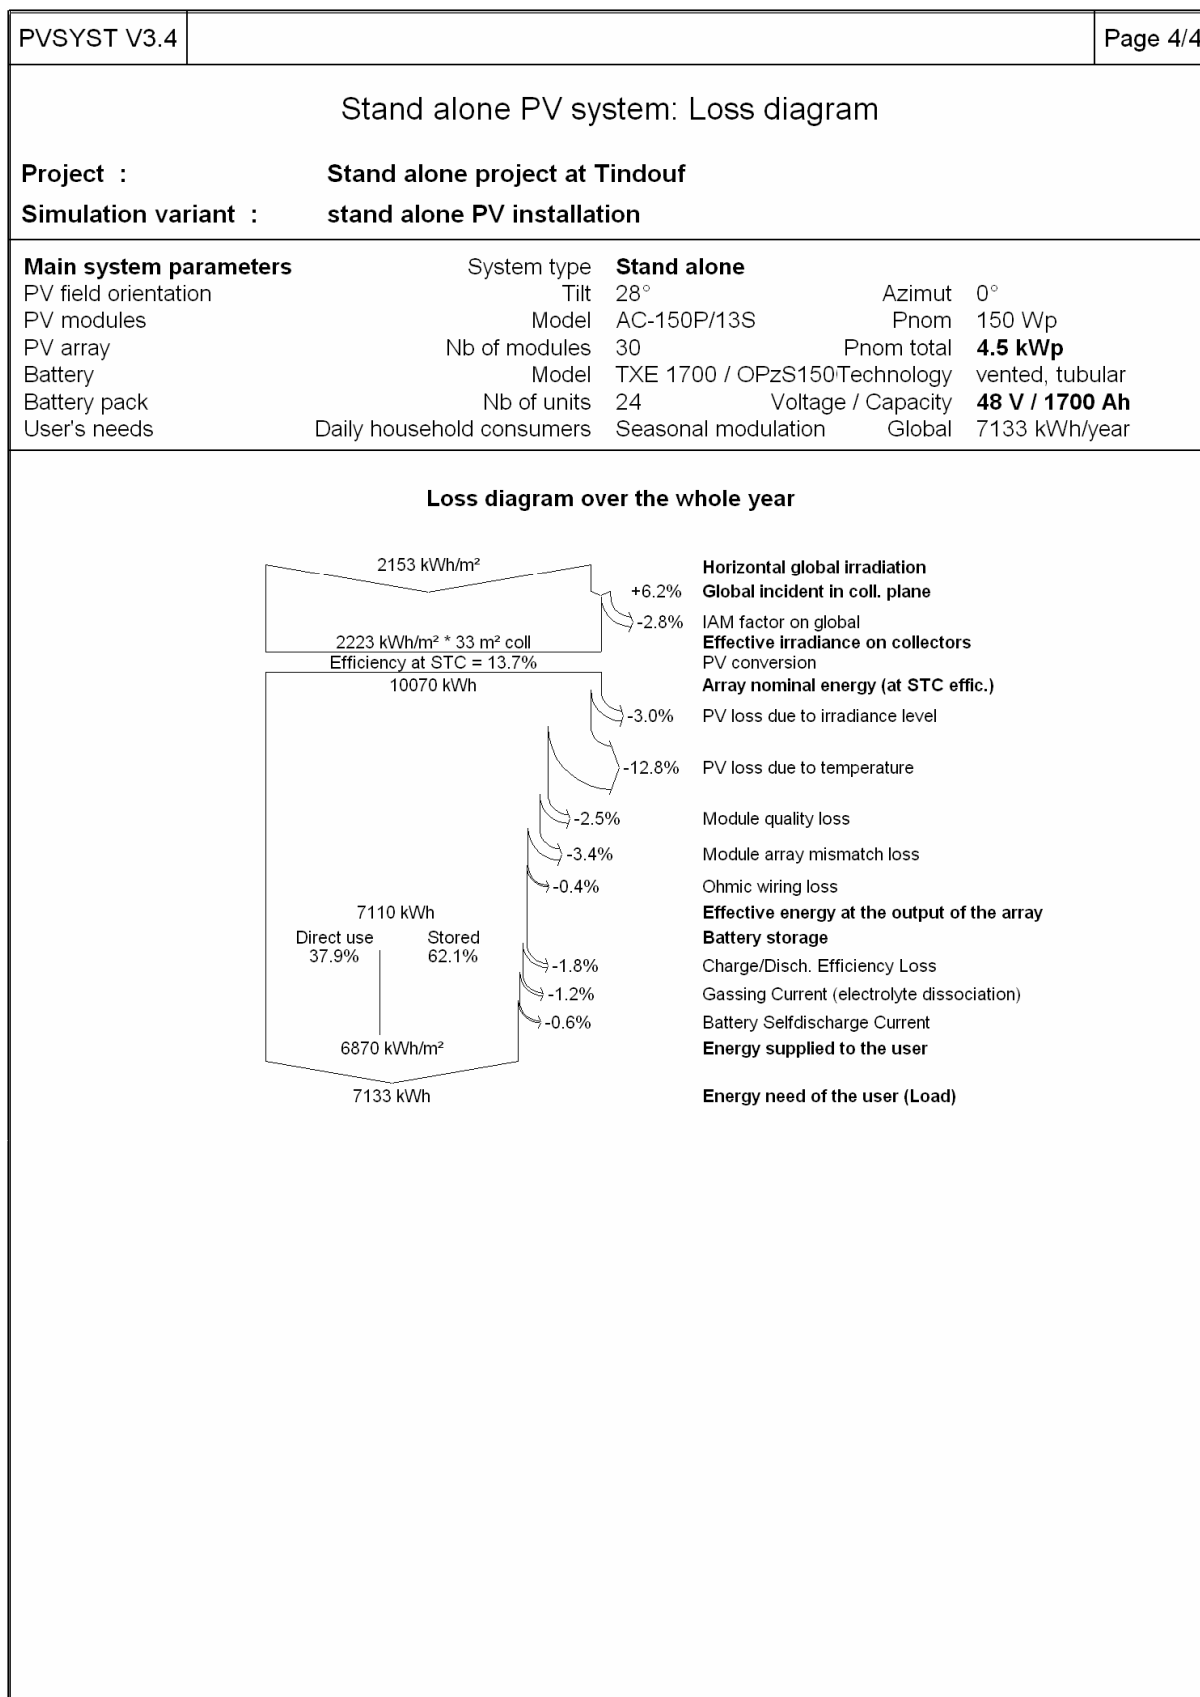 PVSYST V3.4 Page 4/4
Stand alone PV system: Loss diagram
Project : Stand alone project at Tindouf
Simulation variant : stand alone PV installation
Main system parameters System type Stand alone
PV field orientation Tilt 28° Azimut 0°
PV modules Model AC-150P/13S Pnom 150 Wp
PV array Nb of modules 30 Pnom total 4.5 kWp
Battery Model TXE 1700 / OPzS150 Technology vented, tubular
Battery pack Nb of units 24 Voltage / Capacity 48 V / 1700 Ah
User's needs Daily household consumers Seasonal modulation Global 7133 kWh/year
Loss diagram over the whole year
2153 kWh/m² Horizontal global irradiation
+6.2% Global incident in coll. plane
-2.8% IAM factor on global
2223 kWh/m² * 33 m² coll Effective irradiance on collectors
Efficiency at STC = 13.7% PV conversion
10070 kWh Array nominal energy (at STC effic.)
-3.0% PV loss due to irradiance level
-12.8% PV loss due to temperature
-2.5% Module quality loss
-3.4% Module array mismatch loss
-0.4% Ohmic wiring loss
7110 kWh Effective energy at the output of the array
Direct use Stored Battery storage
37.9% 62.1%
-1.8% Charge/Disch. Efficiency Loss
-1.2% Gassing Current (electrolyte dissociation)
-0.6% Battery Selfdischarge Current
6870 kWh/m² Energy supplied to the user
7133 kWh Energy need of the user (Load)